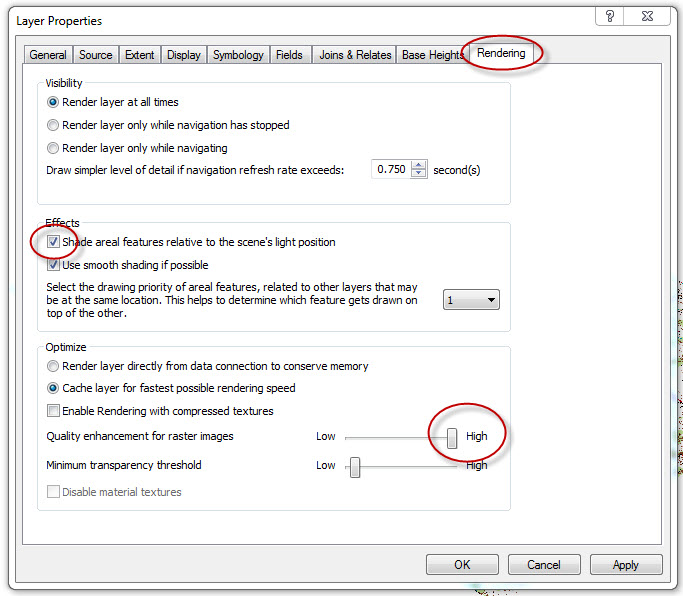 Layer Properties
General Source Extent Display Symbology Fields Joins & Relates Base Heights Rendering
Visibility
Render layer at all times
Render layer only while navigation has stopped
Render layer only while navigating
Draw simpler level of detail if navigation refresh rate exceeds: 0.750 second(s)
Effects
Shade areal features relative to the scene's light position
Use smooth shading if possible
Select the drawing priority of areal features, related to other layers that may
be at the same location. This helps to determine which feature gets drawn on
top of the other.
1
Optimize
Render layer directly from data connection to conserve memory
Cache layer for fastest possible rendering speed
Enable Rendering with compressed textures
Quality enhancement for raster images Low High
Minimum transparency threshold Low High
Disable material textures
OK Cancel Apply